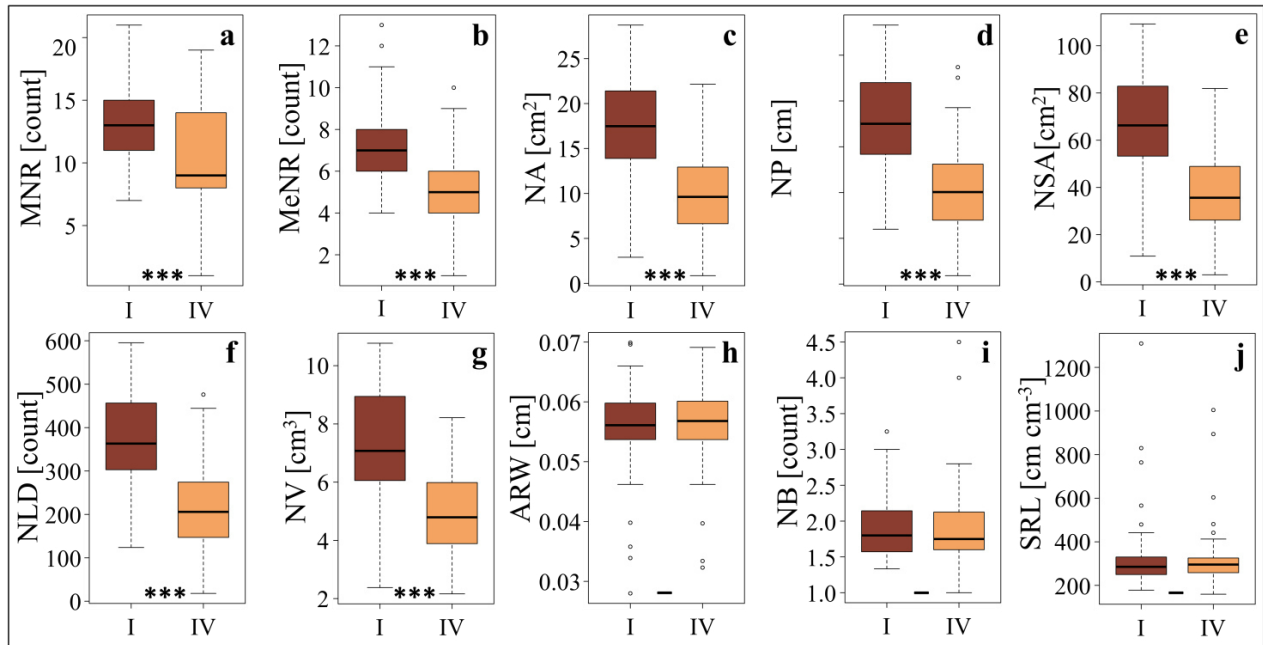 a
MNR [count]
20
15
10
5
***
I IV
b
MeNR [count]
12
10
8
6
4
2
***
I IV
c
NA [cm²]
25
20
15
10
5
0
***
I IV
d
NP [cm]
***
I IV
e
NSA[cm²]
100
80
60
40
20
0
***
I IV
f
NLD [count]
600
500
400
300
200
100
0
***
I IV
g
NV [cm³]
10
8
6
4
2
***
I IV
h
ARW [cm]
0.07
0.06
0.05
0.04
0.03
–
I IV
i
NB [count]
4.5
4.0
3.5
3.0
2.5
2.0
1.5
1.0
–
I IV
j
SRL [cm cm⁻³]
1200
1000
800
600
400
200
–
I IV